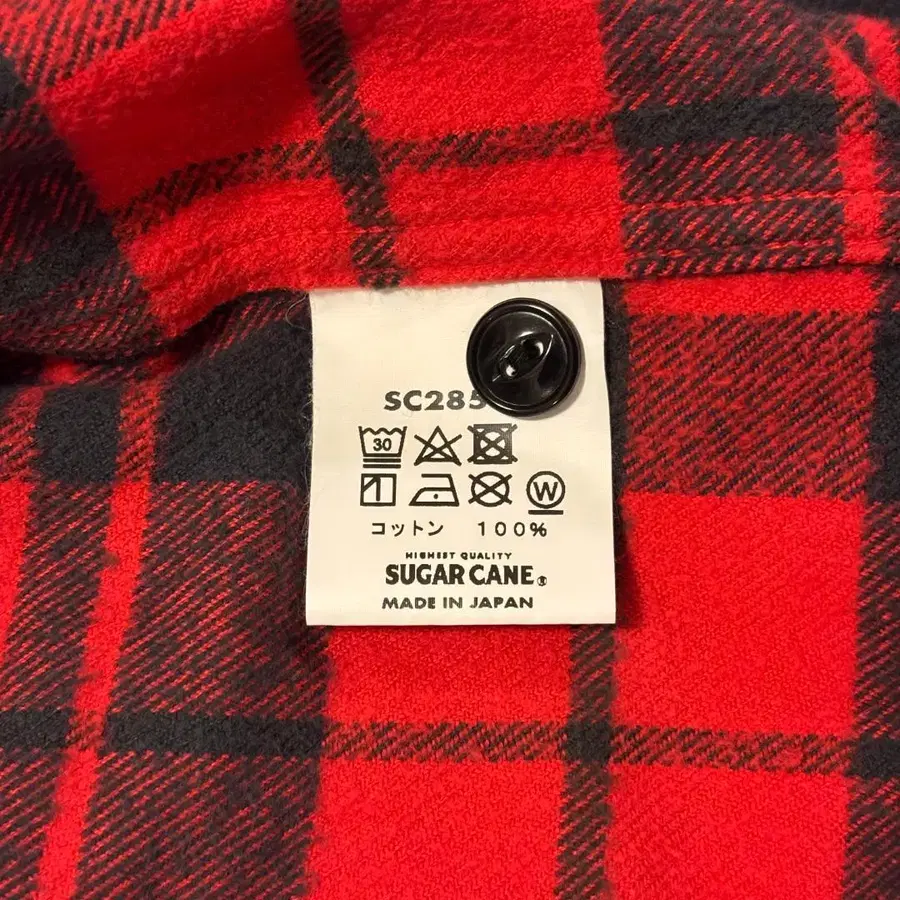 SC285
30
W
コットン 100%
HIGHEST QUALITY
SUGAR CANE®
MADE IN JAPAN